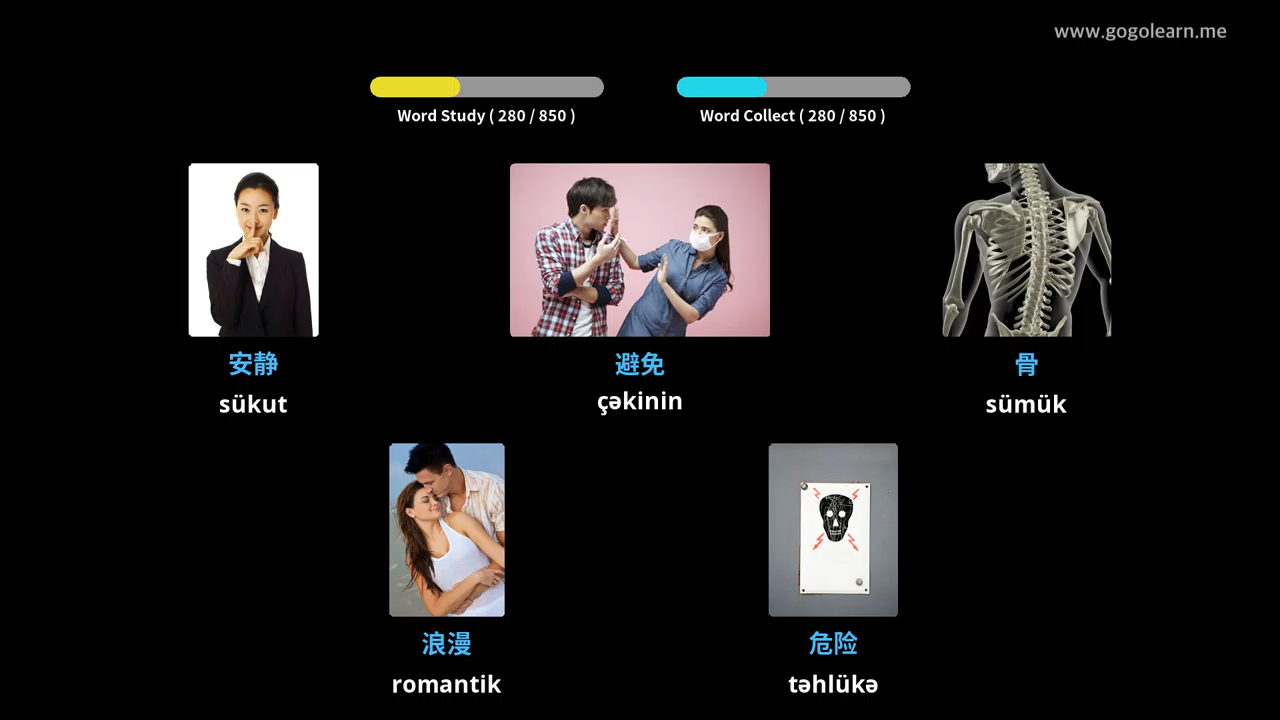 www.gogolearn.me
Word Study ( 280 / 850 )
Word Collect ( 280 / 850 )
安静
sükut
避免
çəkinin
骨
sümük
浪漫
romantik
危险
təhlükə